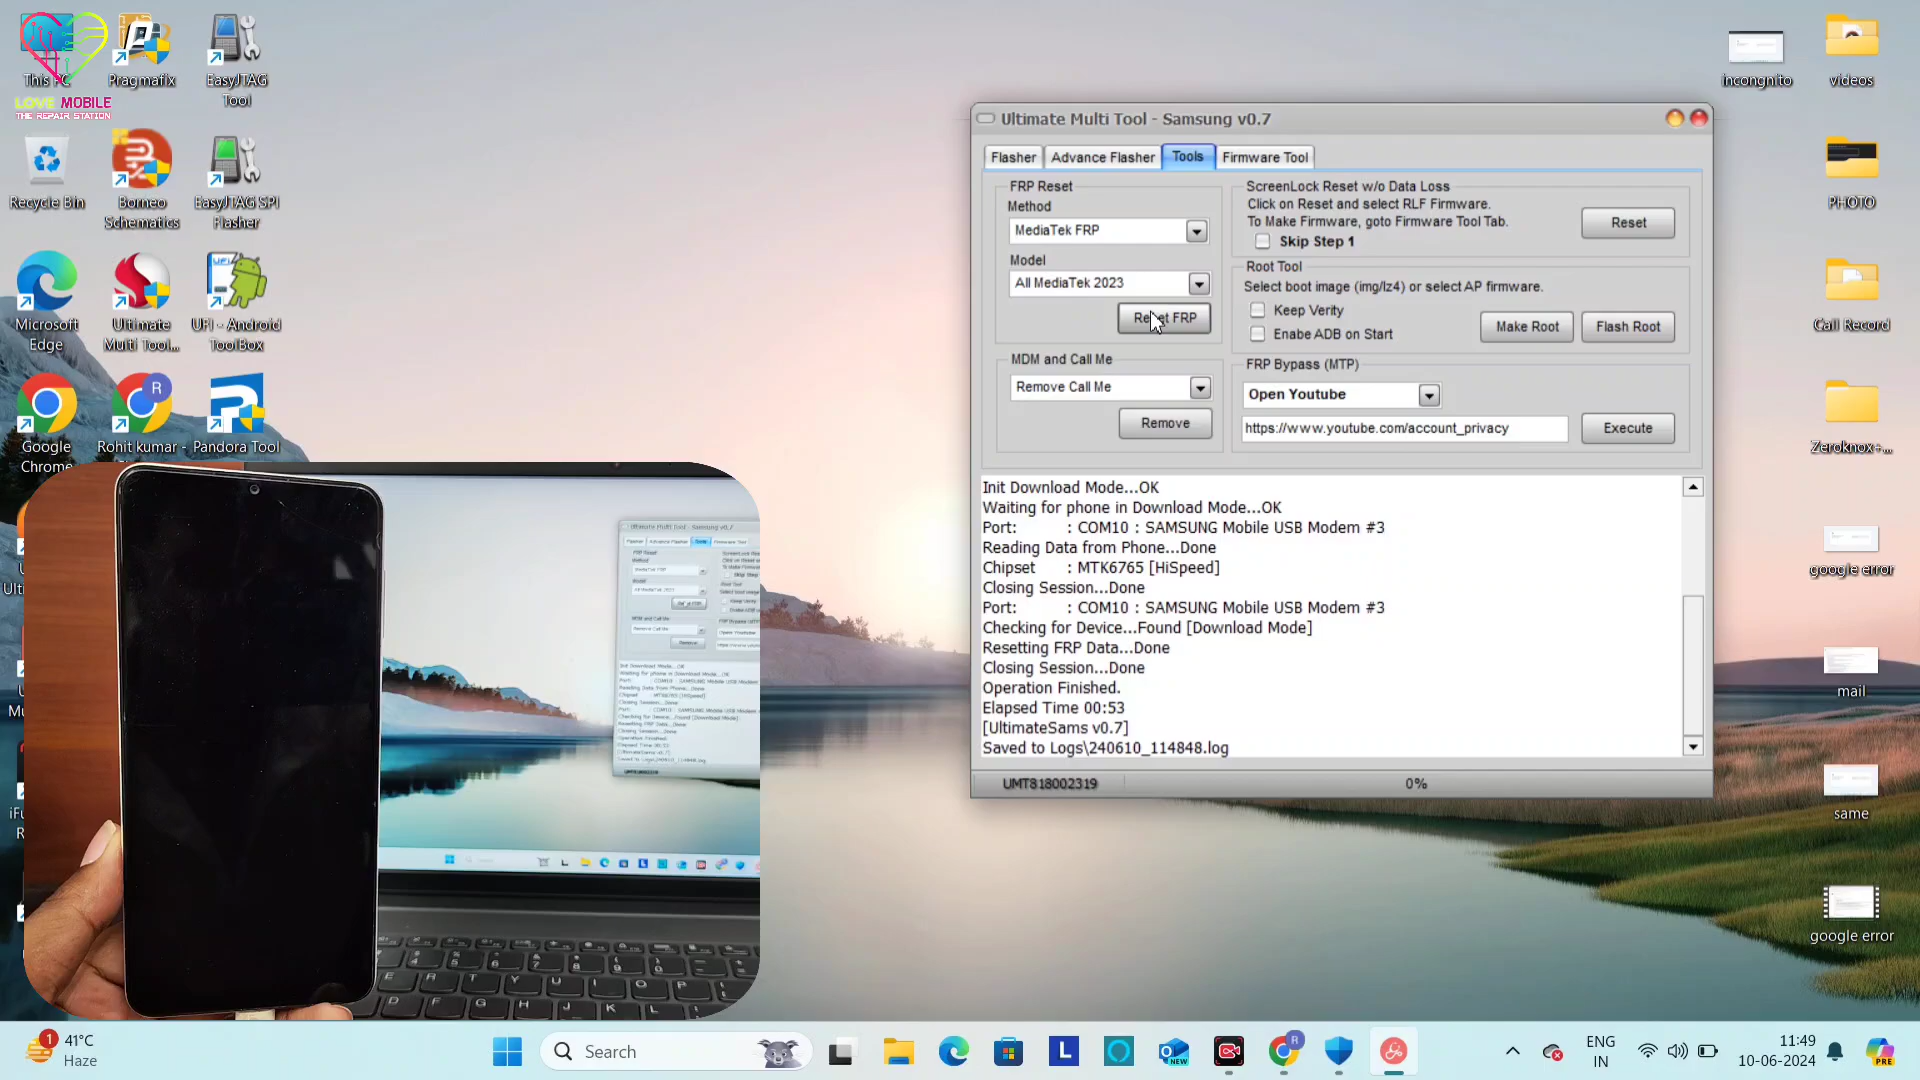 This PC
Pragmafix
EasyJTAG
Tool
LOVE MOBILE
THE REPAIR STATION
Recycle Bin
Borneo
Schematics
EasyJTAG SPI
Flasher
Microsoft
Edge
Ultimate
Multi Tool...
UFi - Android
ToolBox
Google
Chrome
Rohit kumar -
Pandora Tool
R
incongnito
videos
PHOTO
Call Record
Zeroknox+...
google error
mail
same
google error
Ultimate Multi Tool - Samsung v0.7
Flasher
Advance Flasher
Tools
Firmware Tool
FRP Reset
Method
MediaTek FRP
Model
All MediaTek 2023
Reset FRP
MDM and Call Me
Remove Call Me
Remove
ScreenLock Reset w/o Data Loss
Click on Reset and select RLF Firmware.
To Make Firmware, goto Firmware Tool Tab.
Skip Step 1
Reset
Root Tool
Select boot image (img/lz4) or select AP firmware.
Keep Verity
Enable ADB on Start
Make Root
Flash Root
FRP Bypass (MTP)
Open Youtube
https://www.youtube.com/account_privacy
Execute
Init Download Mode...OK
Waiting for phone in Download Mode...OK
Port: : COM10 : SAMSUNG Mobile USB Modem #3
Reading Data from Phone...Done
Chipset : MTK6765 [HiSpeed]
Closing Session...Done
Port: : COM10 : SAMSUNG Mobile USB Modem #3
Checking for Device...Found [Download Mode]
Resetting FRP Data...Done
Closing Session...Done
Operation Finished.
Elapsed Time 00:53
[UltimateSams v0.7]
Saved to Logs\240610_114848.log
UMT818002319
0%
1
41°C
Haze
Search
L
NEW
R
ENG
IN
11:49
10-06-2024
PRE